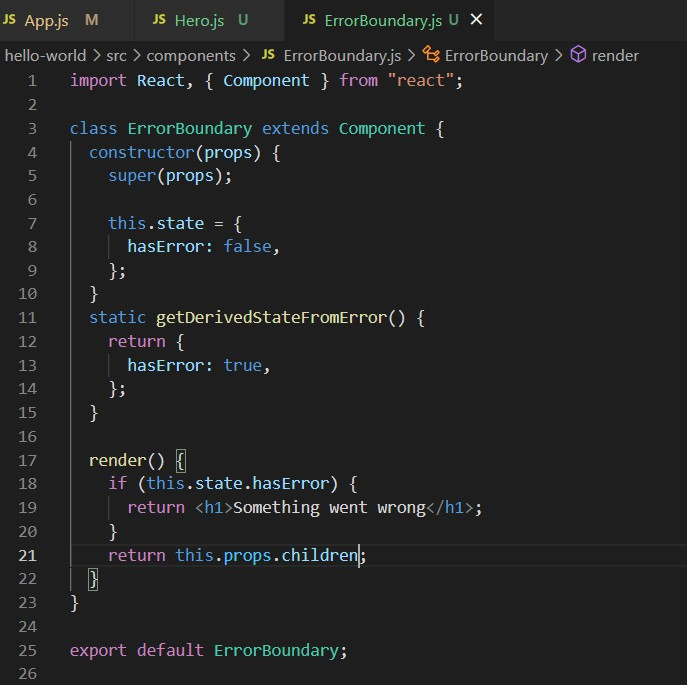 JS App.js M JS Hero.js U JS ErrorBoundary.js U ×
hello-world > src > components > JS ErrorBoundary.js > ErrorBoundary > render
1 import React, { Component } from "react";
2
3 class ErrorBoundary extends Component {
4   constructor(props) {
5     super(props);
6
7     this.state = {
8       hasError: false,
9     };
10   }
11   static getDerivedStateFromError() {
12     return {
13       hasError: true,
14     };
15   }
16
17   render() {
18     if (this.state.hasError) {
19       return <h1>Something went wrong</h1>;
20     }
21     return this.props.children;
22   }
23 }
24
25 export default ErrorBoundary;
26